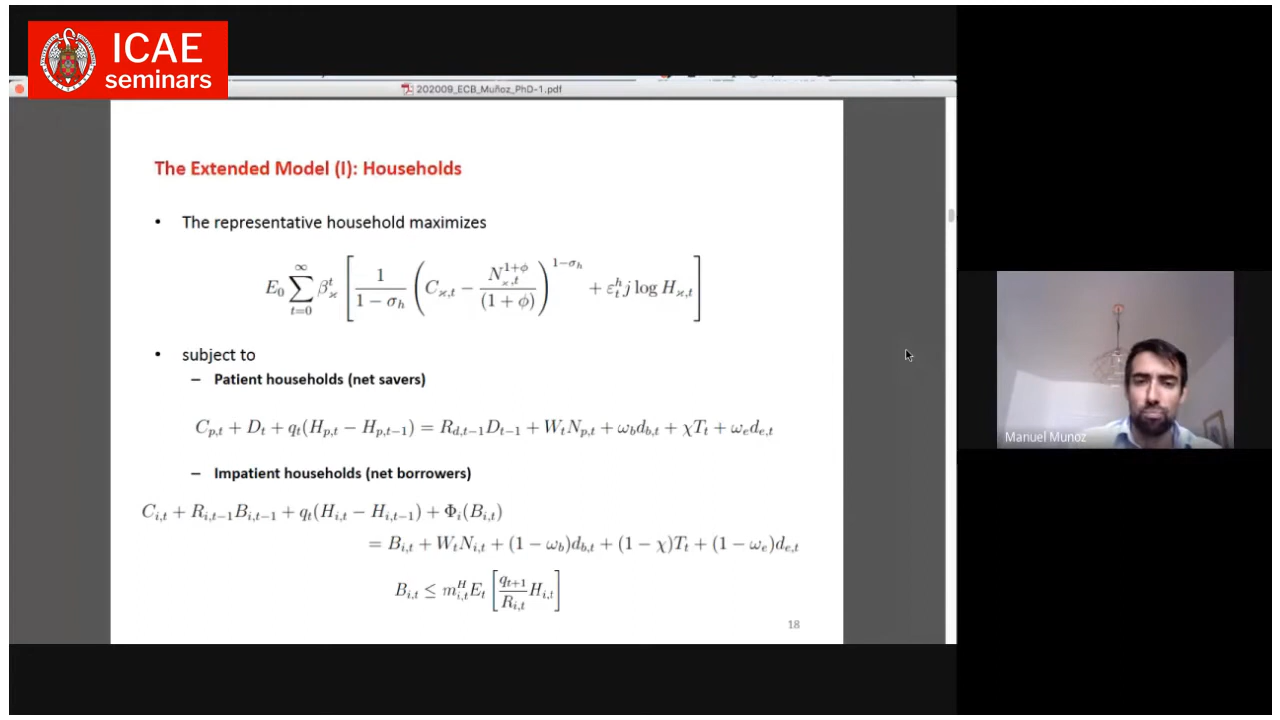 ICAE
seminars
202009_ECB_Muñoz_PhD-1.pdf
The Extended Model (I): Households
• The representative household maximizes
$E_0 \sum_{t=0}^{\infty} \beta_{\varkappa}^{t} \left[ \frac{1}{1-\sigma_h} \left( C_{\varkappa,t} - \frac{N_{\varkappa,t}^{1+\phi}}{(1+\phi)} \right)^{1-\sigma_h} + \varepsilon_t^h j \log H_{\varkappa,t} \right]$
• subject to
– Patient households (net savers)
$C_{p,t} + D_t + q_t(H_{p,t} - H_{p,t-1}) = R_{d,t-1}D_{t-1} + W_t N_{p,t} + \omega_b d_{b,t} + \chi T_t + \omega_e d_{e,t}$
– Impatient households (net borrowers)
$C_{i,t} + R_{i,t-1}B_{i,t-1} + q_t(H_{i,t} - H_{i,t-1}) + \Phi_i(B_{i,t})$
$= B_{i,t} + W_t N_{i,t} + (1-\omega_b)d_{b,t} + (1-\chi)T_t + (1-\omega_e)d_{e,t}$
$B_{i,t} \leq m_{i,t}^H E_t \left[ \frac{q_{t+1}}{R_{i,t}} H_{i,t} \right]$
18
Manuel Munoz